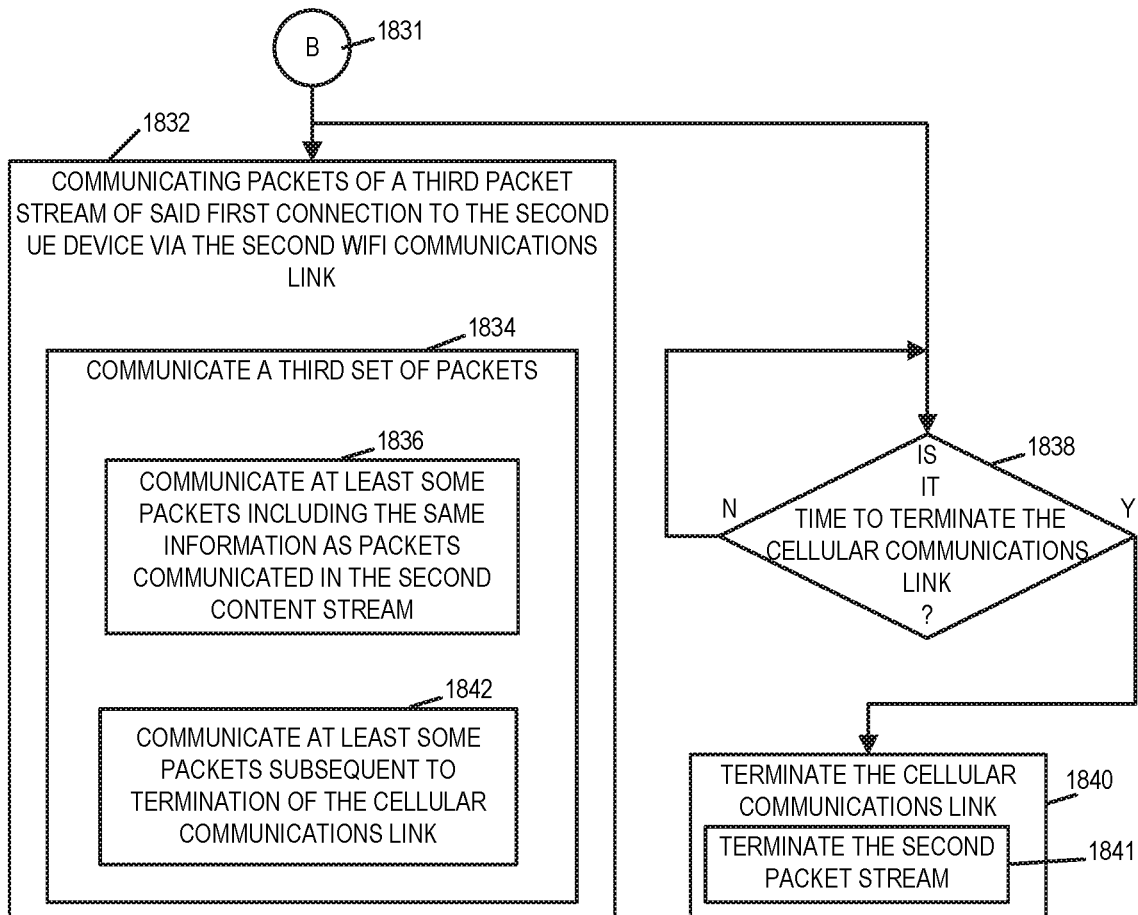 B
1831
1832
COMMUNICATING PACKETS OF A THIRD PACKET
STREAM OF SAID FIRST CONNECTION TO THE SECOND
UE DEVICE VIA THE SECOND WIFI COMMUNICATIONS
LINK
1834
COMMUNICATE A THIRD SET OF PACKETS
1836
COMMUNICATE AT LEAST SOME
PACKETS INCLUDING THE SAME
INFORMATION AS PACKETS
COMMUNICATED IN THE SECOND
CONTENT STREAM
1842
COMMUNICATE AT LEAST SOME
PACKETS SUBSEQUENT TO
TERMINATION OF THE CELLULAR
COMMUNICATIONS LINK
1838
IS
IT
TIME TO TERMINATE THE
CELLULAR COMMUNICATIONS
LINK
?
N
Y
TERMINATE THE CELLULAR
COMMUNICATIONS LINK
1840
TERMINATE THE SECOND
PACKET STREAM
1841